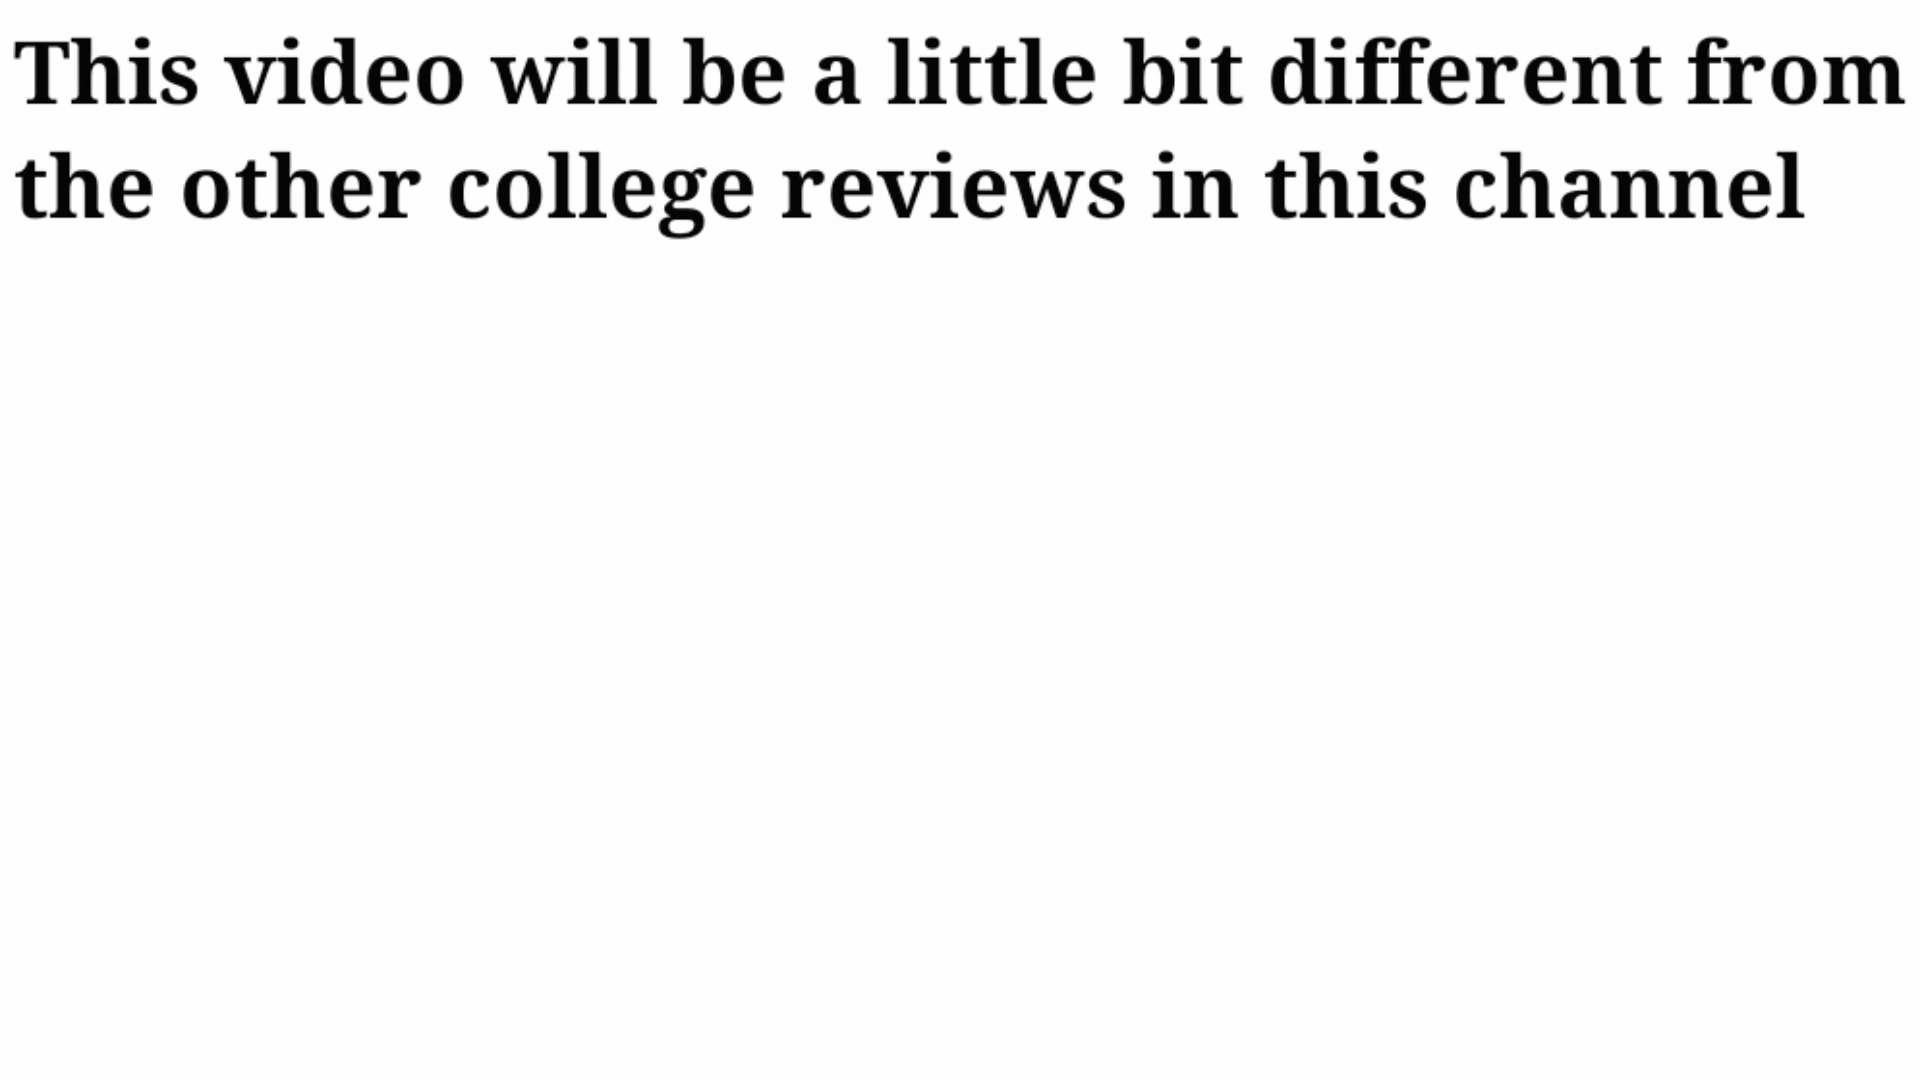 This video will be a little bit different from
the other college reviews in this channel